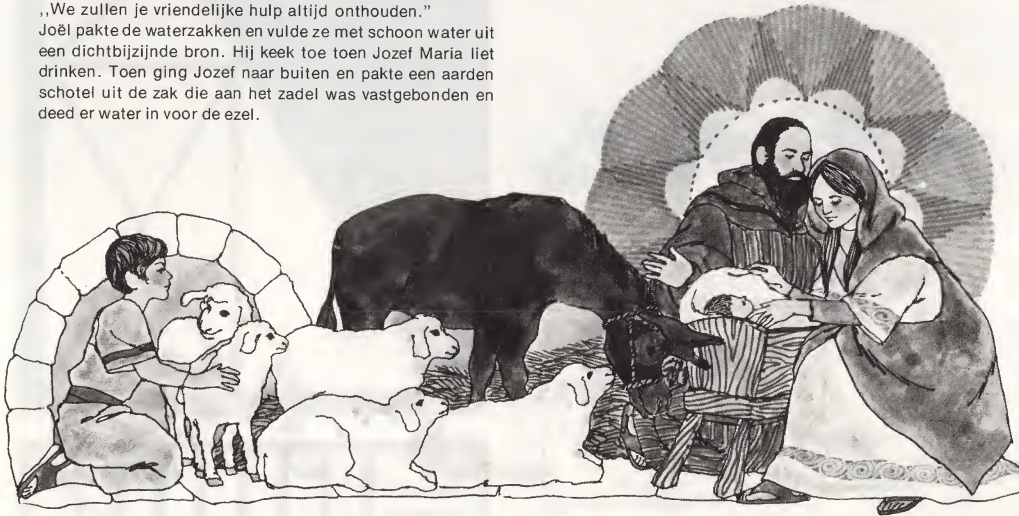 ,,We zullen je vriendelijke hulp altijd onthouden.”
Joël pakte de waterzakken en vulde ze met schoon water uit
een dichtbijzijnde bron. Hij keek toe toen Jozef Maria liet
drinken. Toen ging Jozef naar buiten en pakte een aarden
schotel uit de zak die aan het zadel was vastgebonden en
deed er water in voor de ezel.